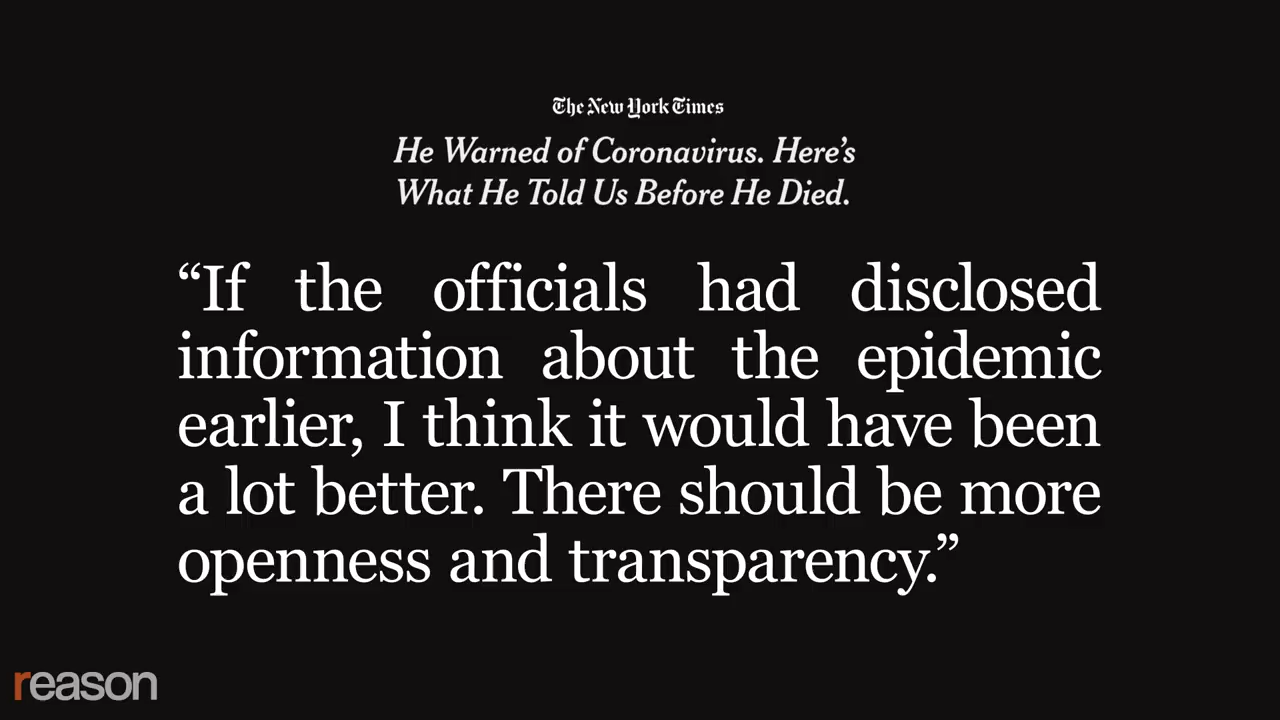 The New York Times
He Warned of Coronavirus. Here’s
What He Told Us Before He Died.
“If the officials had disclosed
information about the epidemic
earlier, I think it would have been
a lot better. There should be more
openness and transparency.”
reason